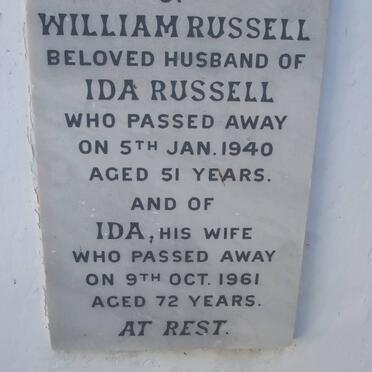 OF
WILLIAM RUSSELL
BELOVED HUSBAND OF
IDA RUSSELL
WHO PASSED AWAY
ON 5TH JAN. 1940
AGED 51 YEARS.
AND OF
IDA, HIS WIFE
WHO PASSED AWAY
ON 9TH OCT. 1961
AGED 72 YEARS.
AT REST.